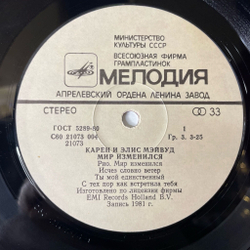 МИНИСТЕРСТВО
КУЛЬТУРЫ СССР
ВСЕСОЮЗНАЯ ФИРМА
ГРАМПЛАСТИНОК
МЕЛОДИЯ
АПРЕЛЕВСКИЙ ОРДЕНА ЛЕНИНА ЗАВОД
СТЕРЕО
33
ГОСТ 5289-80
1
С60 21073 004
Гр. 3. 3-25
21073
КАРЕН И ЭЛИС МЭЙВУД
МИР ИЗМЕНИЛСЯ
Рио. Мир изменился
Исчез словно ветер
Ты мой единственный
С тех пор как встретила тебя
Изготовлено по лицензии фирмы
EMI Records Holland B.V.
Запись 1981 г.